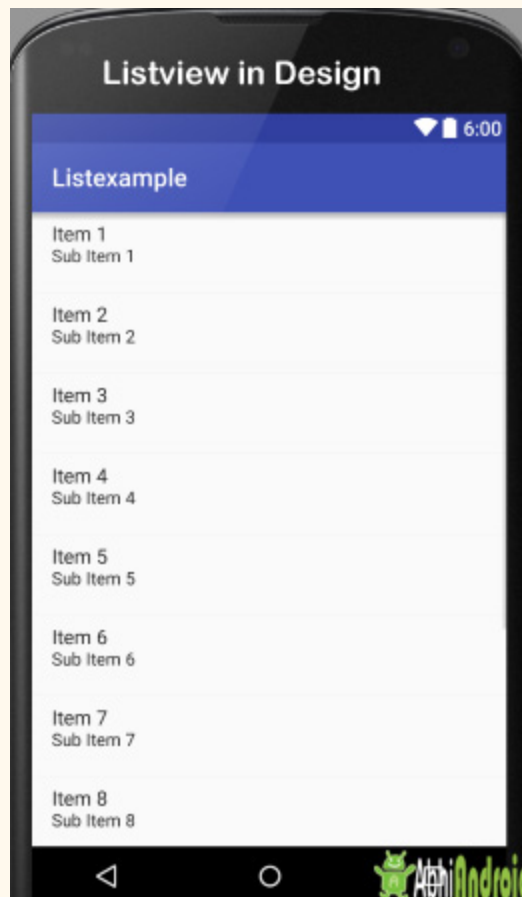 Listview in Design
6:00
Listexample
Item 1
Sub Item 1
Item 2
Sub Item 2
Item 3
Sub Item 3
Item 4
Sub Item 4
Item 5
Sub Item 5
Item 6
Sub Item 6
Item 7
Sub Item 7
Item 8
Sub Item 8
AbhiAndroid